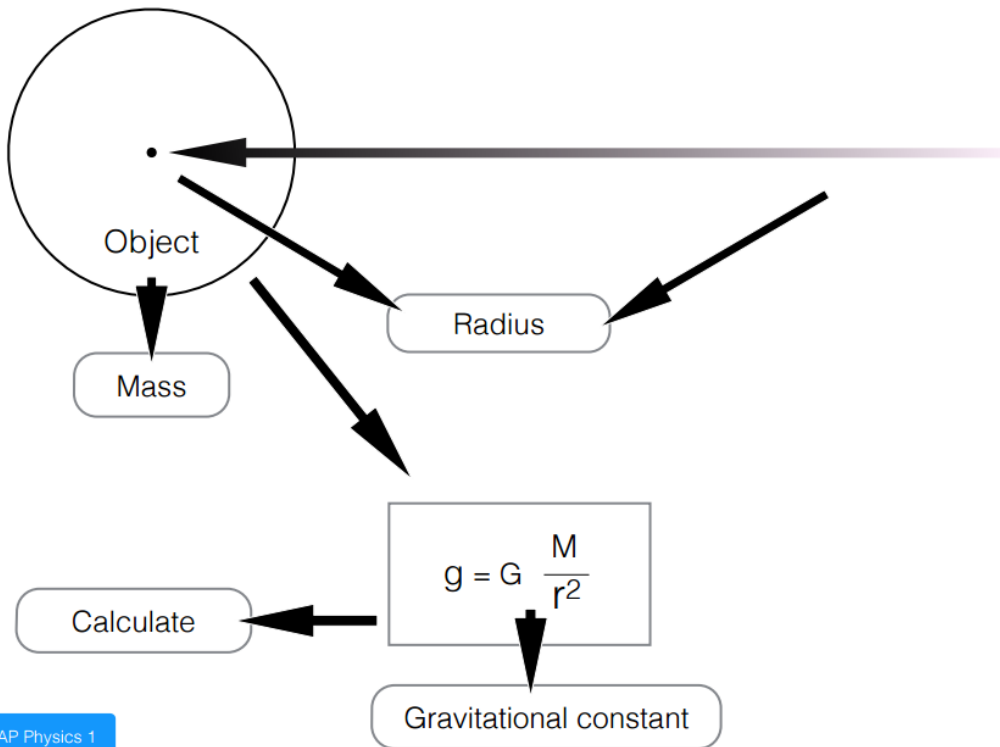 Object
Radius
Mass
g = G M/r²
Calculate
Gravitational constant
AP Physics 1